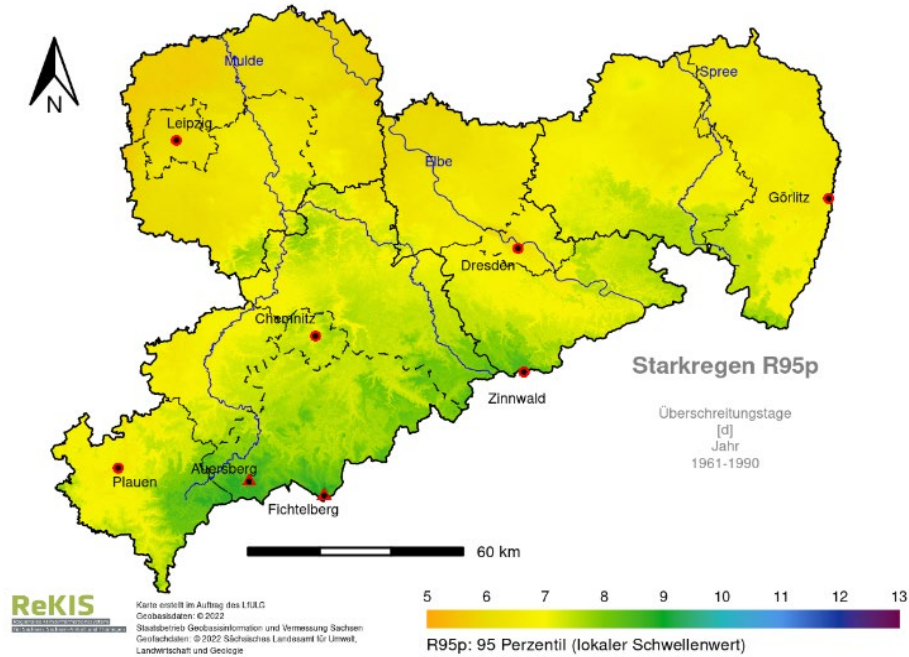 N
Mulde
Leipzig
Spree
Elbe
Görlitz
Dresden
Chemnitz
Zinnwald
Starkregen R95p
Überschreitungstage
[d]
Jahr
1961-1990
Auersberg
Plauen
Fichtelberg
60 km
ReKIS
Karte erstellt im Auftrag des LfULG
Geobasisdaten: © 2022
Staatsbetrieb Geobasisinformation und Vermessung Sachsen
Geofachdaten: © 2022 Sächsisches Landesamt für Umwelt,
Landwirtschaft und Geologie
5 6 7 8 9 10 11 12 13
R95p: 95 Perzentil (lokaler Schwellenwert)